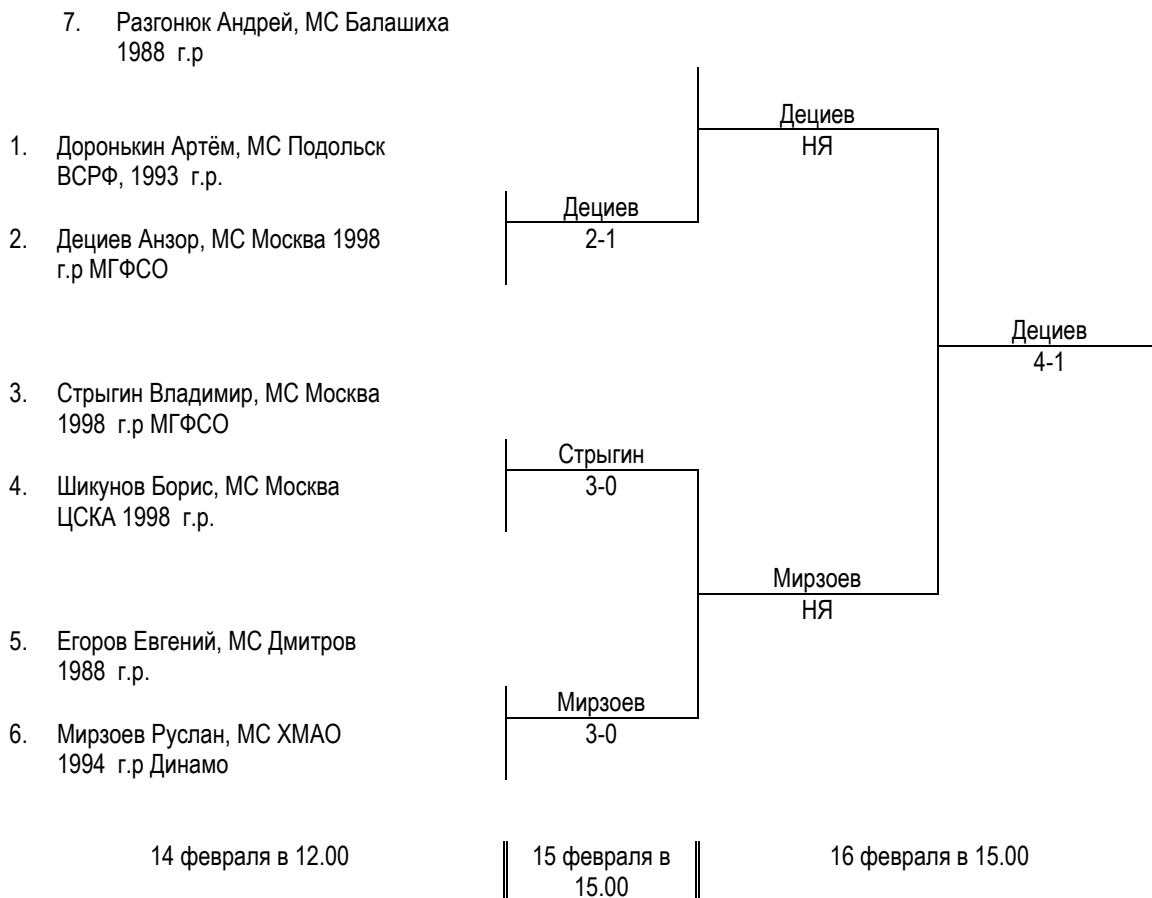 7. Разгонюк Андрей, МС Балашиха
1988 г.р
Дециев
НЯ
1. Доронькин Артём, МС Подольск
ВСРФ, 1993 г.р.
Дециев
2-1
2. Дециев Анзор, МС Москва 1998
г.р МГФСО
Дециев
4-1
3. Стрыгин Владимир, МС Москва
1998 г.р МГФСО
Стрыгин
3-0
4. Шикунов Борис, МС Москва
ЦСКА 1998 г.р.
Мирзоев
НЯ
5. Егоров Евгений, МС Дмитров
1988 г.р.
Мирзоев
3-0
6. Мирзоев Руслан, МС ХМАО
1994 г.р Динамо
14 февраля в 12.00
15 февраля в
15.00
16 февраля в 15.00